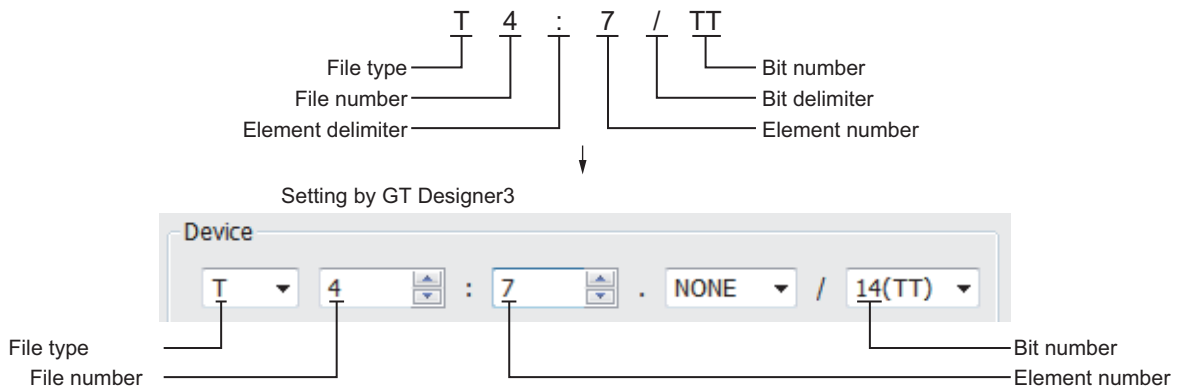 T 4 : 7 / TT
File type
Bit number
File number
Bit delimiter
Element delimiter
Element number
Setting by GT Designer3
Device
T 4 : 7 . NONE / 14(TT)
File type
Bit number
File number
Element number